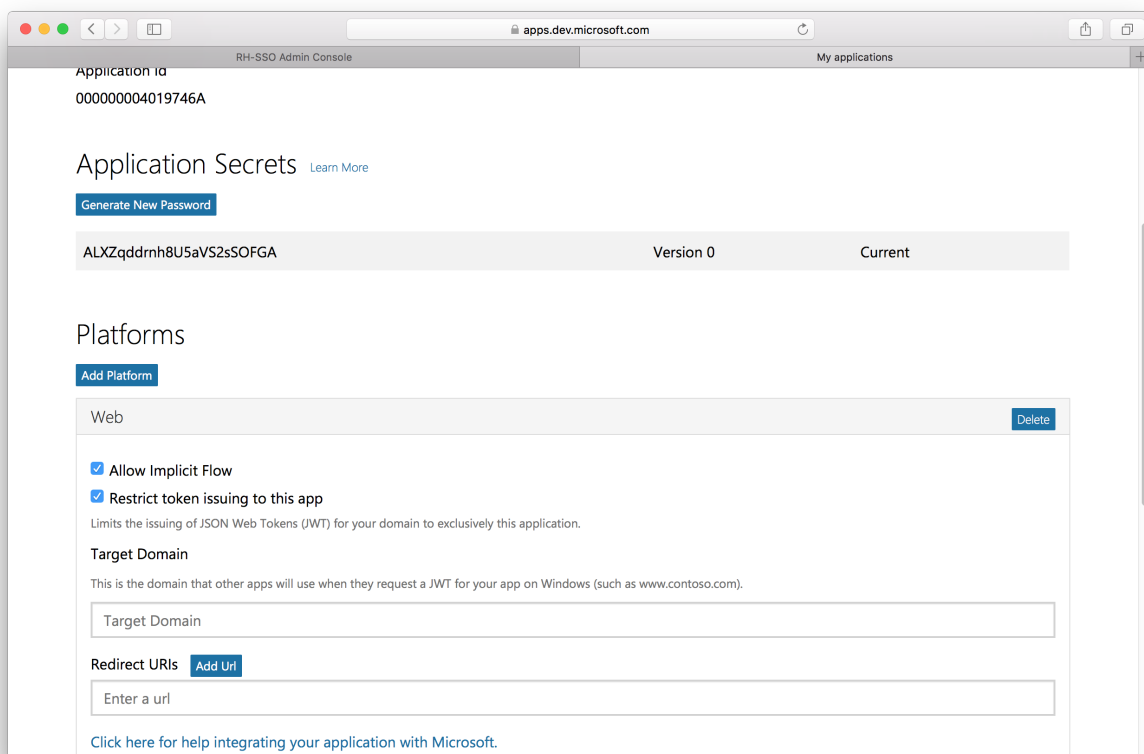 apps.dev.microsoft.com
RH-SSO Admin Console
My applications
Application Id
000000004019746A
Application Secrets Learn More
Generate New Password
ALXZqddrnh8U5aVS2sSOFGA Version 0 Current
Platforms
Add Platform
Web Delete
Allow Implicit Flow
Restrict token issuing to this app
Limits the issuing of JSON Web Tokens (JWT) for your domain to exclusively this application.
Target Domain
This is the domain that other apps will use when they request a JWT for your app on Windows (such as www.contoso.com).
Target Domain
Redirect URIs Add Url
Enter a url
Click here for help integrating your application with Microsoft.